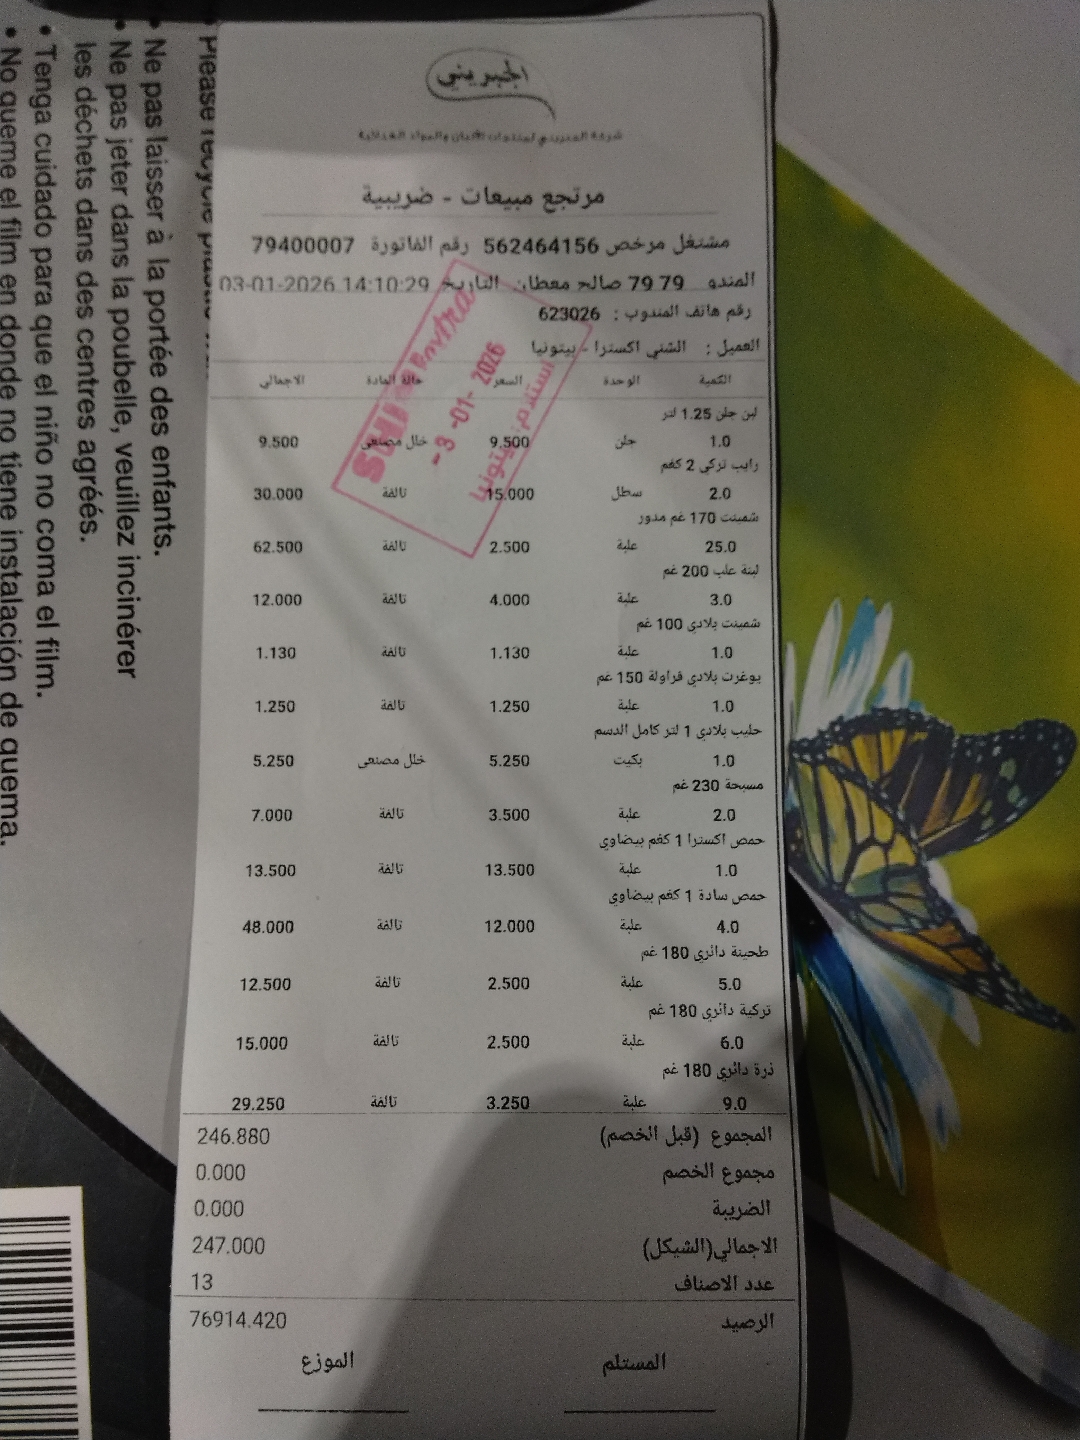 الجبريني
شركة الجبريني لمنتجات الألبان والمواد الغذائية
مرتجع مبيعات - ضريبية
مشتغل مرخص 562464156 رقم الفاتورة 79400007
المندو 79 79 صالح معطان التاريخ 03-01-2026 14:10:29
رقم هاتف المندوب : 623026
العميل : الشني اكسترا - بيتونيا
الكمية الوحدة السعر حالة المادة الاجمالي
لبن جلن 1.25 لتر
1.0 جلن 9.500 خلل مصنعي 9.500
رايب تركي 2 كغم
2.0 سطل 15.000 تالفة 30.000
شمينت 170 غم مدور
25.0 علبة 2.500 تالفة 62.500
لبنة علب 200 غم
3.0 علبة 4.000 تالفة 12.000
شمينت بلادي 100 غم
1.0 علبة 1.130 تالفة 1.130
يوغرت بلادي فراولة 150 غم
1.0 علبة 1.250 تالفة 1.250
حليب بلادي 1 لتر كامل الدسم
1.0 بكيت 5.250 خلل مصنعي 5.250
مسبحة 230 غم
2.0 علبة 3.500 تالفة 7.000
حمص اكسترا 1 كغم بيضاوي
1.0 علبة 13.500 تالفة 13.500
حمص سادة 1 كغم بيضاوي
4.0 علبة 12.000 تالفة 48.000
طحينة دائري 180 غم
5.0 علبة 2.500 تالفة 12.500
تركية دائري 180 غم
6.0 علبة 2.500 تالفة 15.000
ذرة دائري 180 غم
9.0 علبة 3.250 تالفة 29.250
المجموع (قبل الخصم) 246.880
مجموع الخصم 0.000
الضريبة 0.000
الاجمالي(الشيكل) 247.000
عدد الاصناف 13
الرصيد 76914.420
المستلم الموزع
- 3 -01- 2026
استلام بيتونيا
Please recycle
• Ne pas laisser à la portée des enfants.
• Ne pas jeter dans la poubelle, veuillez incinérer
les déchets dans des centres agréés.
• Tenga cuidado para que el niño no coma el film.
• No queme el film en donde no tiene instalación de quema.